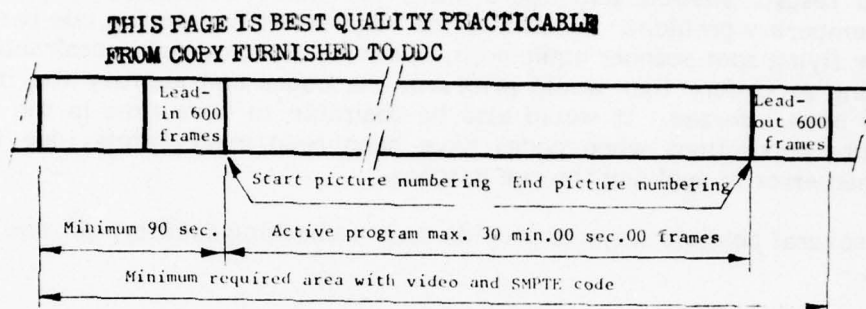 THIS PAGE IS BEST QUALITY PRACTICABLE
FROM COPY FURNISHED TO DDC
Lead-
in 600
frames
Lead-
out 600
frames
Start picture numbering End picture numbering
Minimum 90 sec.
Active program max. 30 min.00 sec.00 frames
Minimum required area with video and SMPTE code